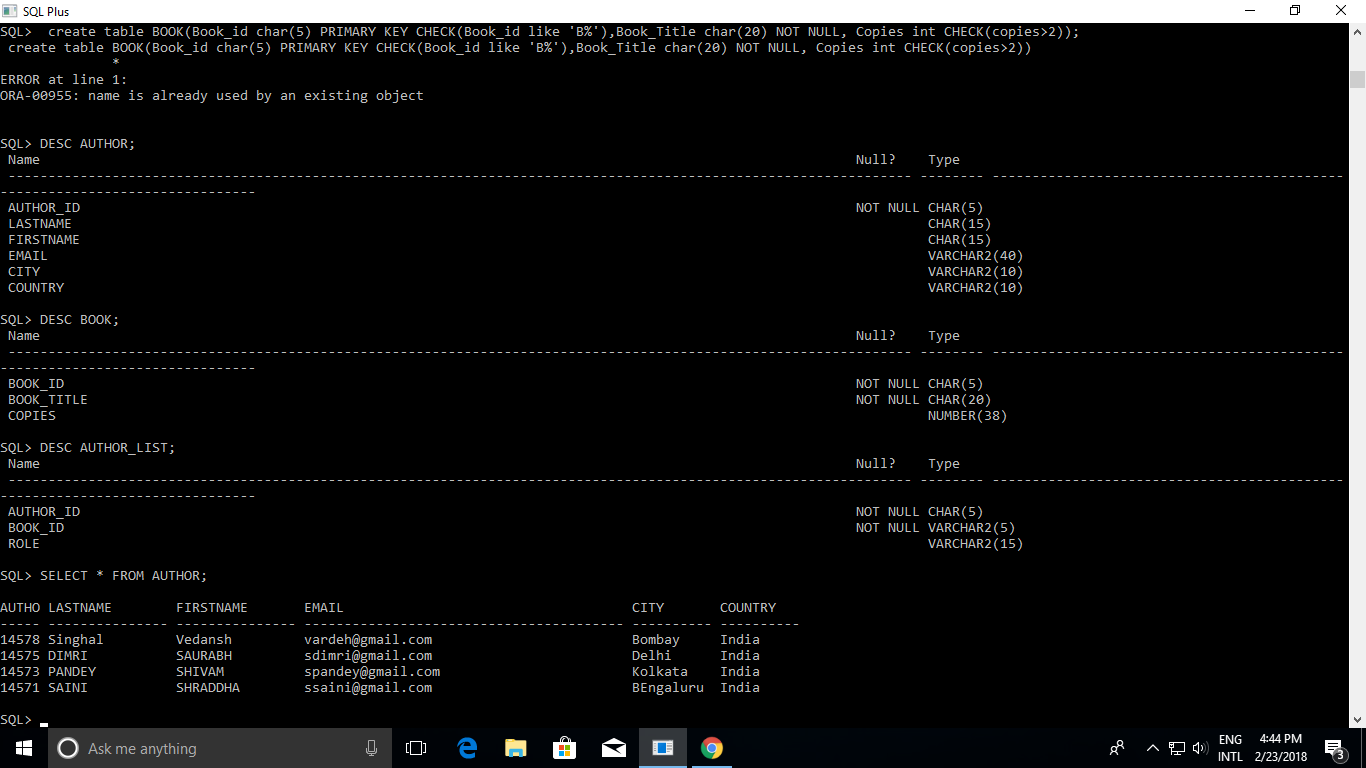 SQL Plus
SQL>  create table BOOK(Book_id char(5) PRIMARY KEY CHECK(Book_id like 'B%'),Book_Title char(20) NOT NULL, Copies int CHECK(copies>2));
 create table BOOK(Book_id char(5) PRIMARY KEY CHECK(Book_id like 'B%'),Book_Title char(20) NOT NULL, Copies int CHECK(copies>2))
              *
ERROR at line 1:
ORA-00955: name is already used by an existing object
SQL> DESC AUTHOR;
 Name Null? Type
 ----------------------------------------------------------------------------------------------------------------- -------- --------------------------------------------
--------------------------------
 AUTHOR_ID NOT NULL CHAR(5)
 LASTNAME CHAR(15)
 FIRSTNAME CHAR(15)
 EMAIL VARCHAR2(40)
 CITY VARCHAR2(10)
 COUNTRY VARCHAR2(10)
SQL> DESC BOOK;
 Name Null? Type
 ----------------------------------------------------------------------------------------------------------------- -------- --------------------------------------------
--------------------------------
 BOOK_ID NOT NULL CHAR(5)
 BOOK_TITLE NOT NULL CHAR(20)
 COPIES NUMBER(38)
SQL> DESC AUTHOR_LIST;
 Name Null? Type
 ----------------------------------------------------------------------------------------------------------------- -------- --------------------------------------------
--------------------------------
 AUTHOR_ID NOT NULL CHAR(5)
 BOOK_ID NOT NULL VARCHAR2(5)
 ROLE VARCHAR2(15)
SQL> SELECT * FROM AUTHOR;
AUTHO LASTNAME        FIRSTNAME       EMAIL                                    CITY       COUNTRY
----- --------------- --------------- ---------------------------------------- ---------- ----------
14578 Singhal         Vedansh         vardeh@gmail.com                         Bombay     India
14575 DIMRI           SAURABH         sdimri@gmail.com                         Delhi      India
14573 PANDEY          SHIVAM          spandey@gmail.com                        Kolkata    India
14571 SAINI           SHRADDHA        ssaini@gmail.com                         BEngaluru  India
SQL>
Ask me anything
ENG
INTL
4:44 PM
2/23/2018
3